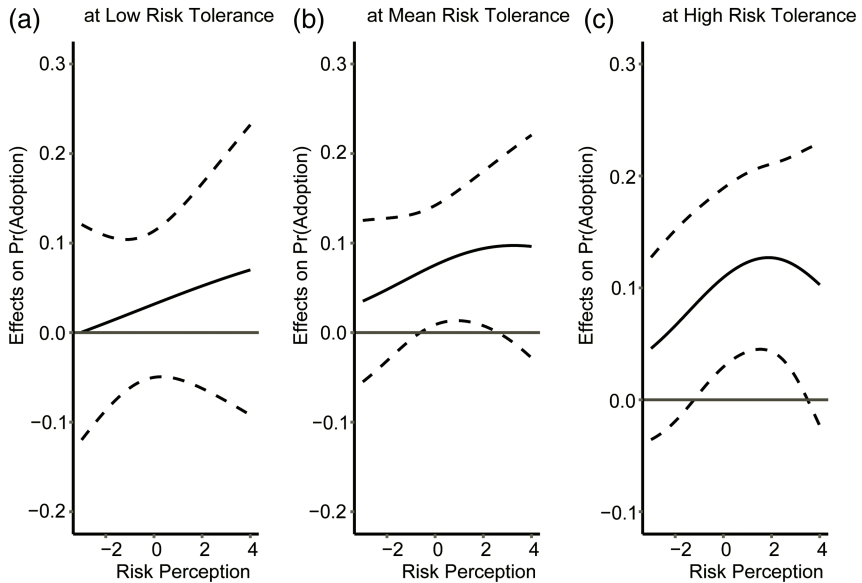 (a) at Low Risk Tolerance
Effects on Pr(Adoption)
0.3
0.2
0.1
0.0
−0.1
−0.2
−2 0 2 4
Risk Perception
(b) at Mean Risk Tolerance
Effects on Pr(Adoption)
0.3
0.2
0.1
0.0
−0.1
−0.2
−2 0 2 4
Risk Perception
(c) at High Risk Tolerance
Effects on Pr(Adoption)
0.3
0.2
0.1
0.0
−0.1
−2 0 2 4
Risk Perception